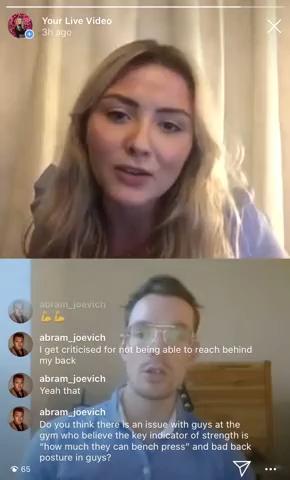 Your Live Video
3h ago
abram_joevich
💪💪
abram_joevich
I get criticised for not being able to reach behind
my back
abram_joevich
Yeah that
abram_joevich
Do you think there is an issue with guys at the
gym who believe the key indicator of strength is
"how much they can bench press" and bad back
posture in guys?
65